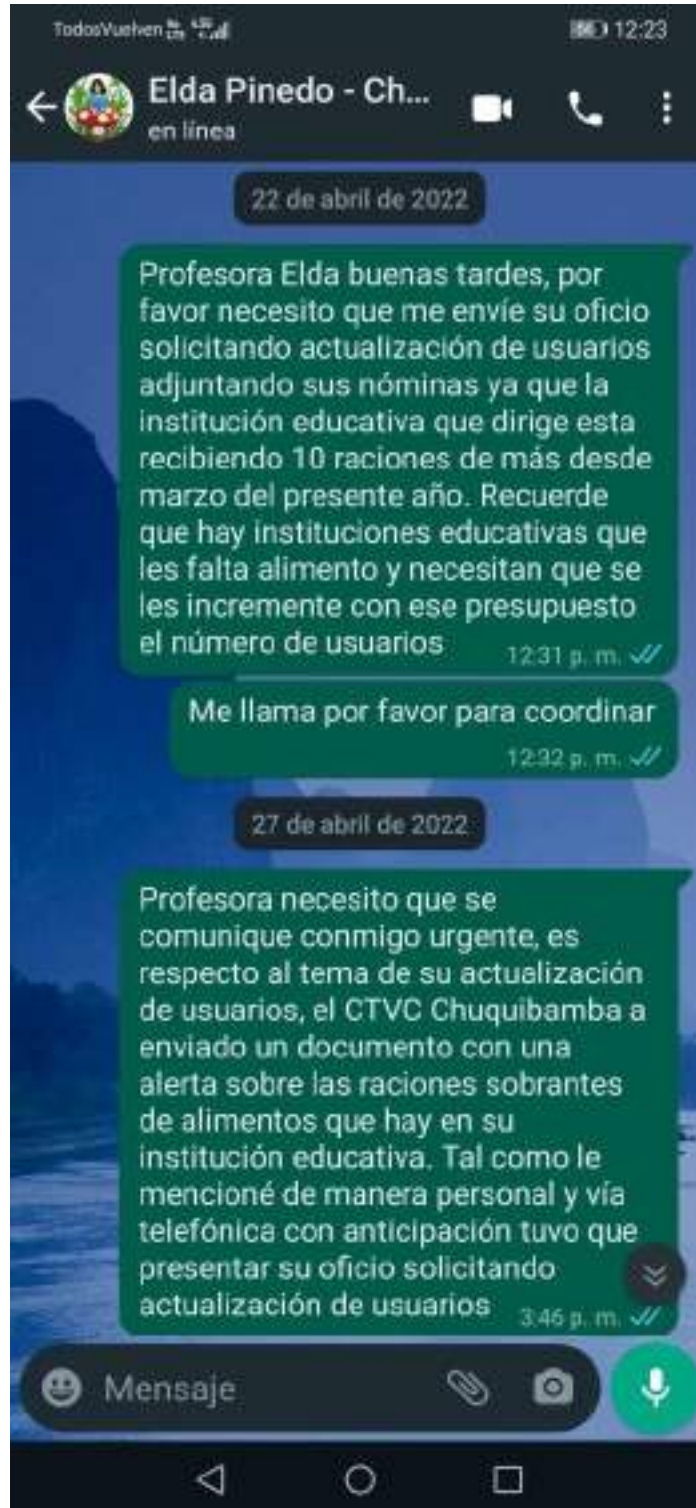 TodosVuelven
12:23
Elda Pinedo - Ch...
en línea
22 de abril de 2022
Profesora Elda buenas tardes, por
favor necesito que me envíe su oficio
solicitando actualización de usuarios
adjuntando sus nóminas ya que la
institución educativa que dirige esta
recibiendo 10 raciones de más desde
marzo del presente año. Recuerde
que hay instituciones educativas que
les falta alimento y necesitan que se
les incremente con ese presupuesto
el número de usuarios
12:31 p. m.
Me llama por favor para coordinar
12:32 p. m.
27 de abril de 2022
Profesora necesito que se
comunique conmigo urgente, es
respecto al tema de su actualización
de usuarios, el CTVC Chuquibamba a
enviado un documento con una
alerta sobre las raciones sobrantes
de alimentos que hay en su
institución educativa. Tal como le
mencioné de manera personal y vía
telefónica con anticipación tuvo que
presentar su oficio solicitando
actualización de usuarios
3:46 p. m.
Mensaje